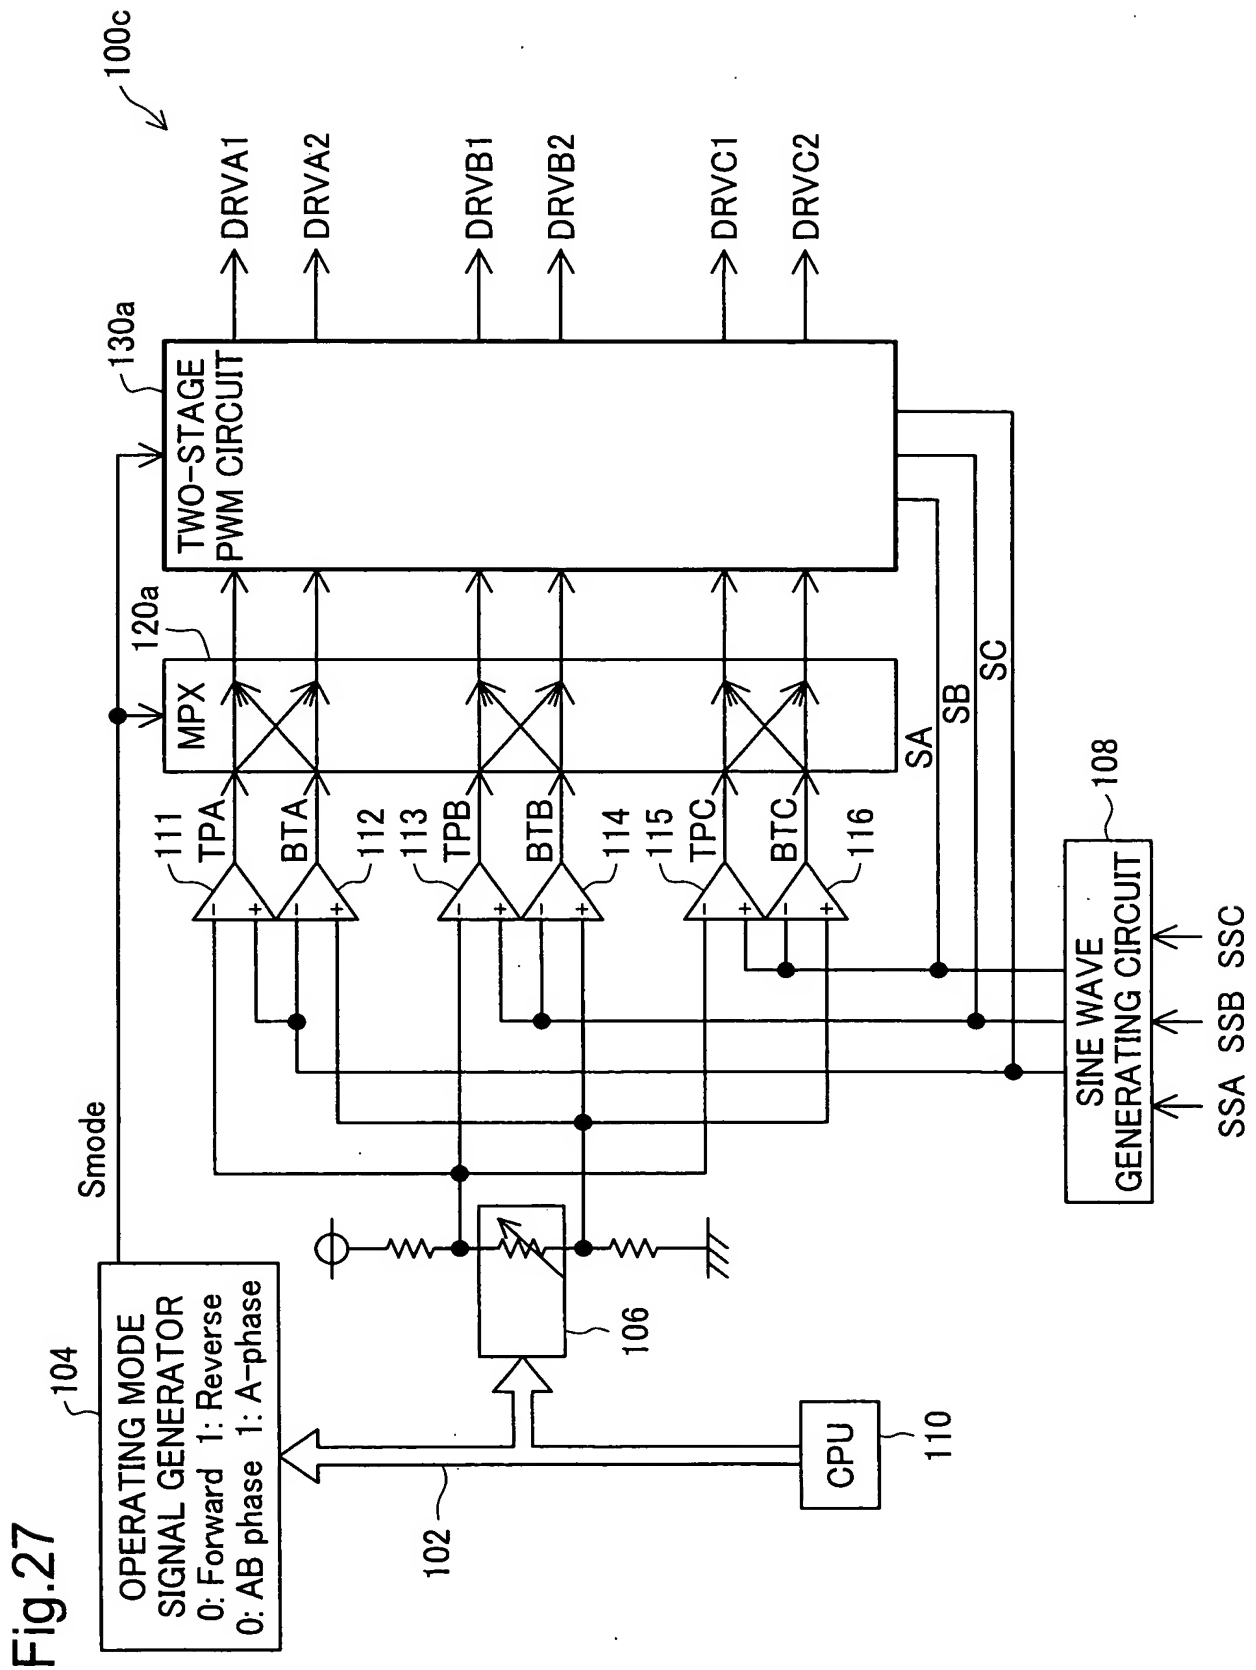 Fig.27
100c
104
OPERATING MODE
SIGNAL GENERATOR
0: Forward 1: Reverse
0: AB phase 1: A-phase
Smode
102
CPU
110
106
111
TPA
BTA
112
113
TPB
BTB
114
115
TPC
BTC
116
-
+
-
+
-
+
-
+
-
+
-
+
120a
MPX
130a
TWO-STAGE
PWM CIRCUIT
DRVA1
DRVA2
DRVB1
DRVB2
DRVC1
DRVC2
SA
SB
SC
108
SINE WAVE
GENERATING CIRCUIT
SSA SSB SSC